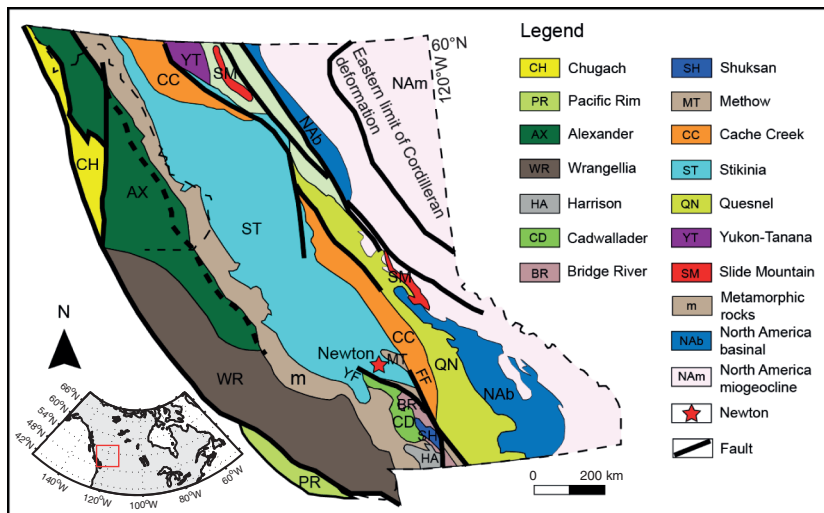 60°N
120°W
YT
CC
SM
Eastern limit of Cordilleran
deformation
NAm
NAb
CH
AX
ST
SM
Newton
MT
CC
FF
QN
NAb
YF
WR
m
BR
CD
SH
HA
PR
N
66°N
60°N
54°N
48°N
42°N
140°W
120°W
100°W
80°W
60°W
0 200 km
Legend
CH Chugach
PR Pacific Rim
AX Alexander
WR Wrangellia
HA Harrison
CD Cadwallader
BR Bridge River
SH Shuksan
MT Methow
CC Cache Creek
ST Stikinia
QN Quesnel
YT Yukon-Tanana
SM Slide Mountain
m Metamorphic
rocks
NAb North America
basinal
NAm North America
miogeocline
Newton
Fault